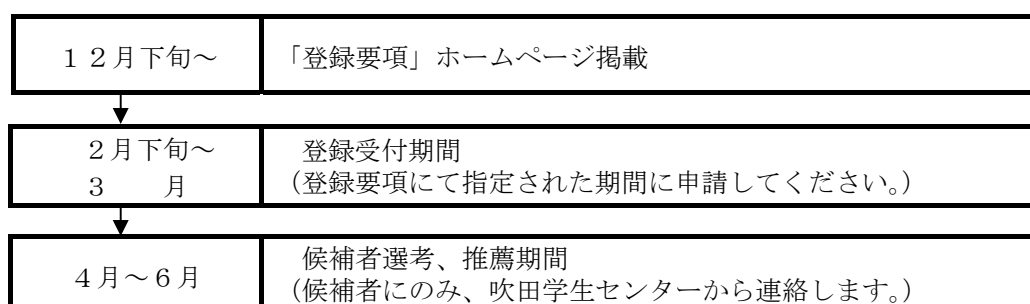 １２月下旬～
「登録要項」ホームページ掲載
２月下旬～
３　　月
登録受付期間
（登録要項にて指定された期間に申請してください。）
４月～６月
候補者選考、推薦期間
（候補者にのみ、吹田学生センターから連絡します。）